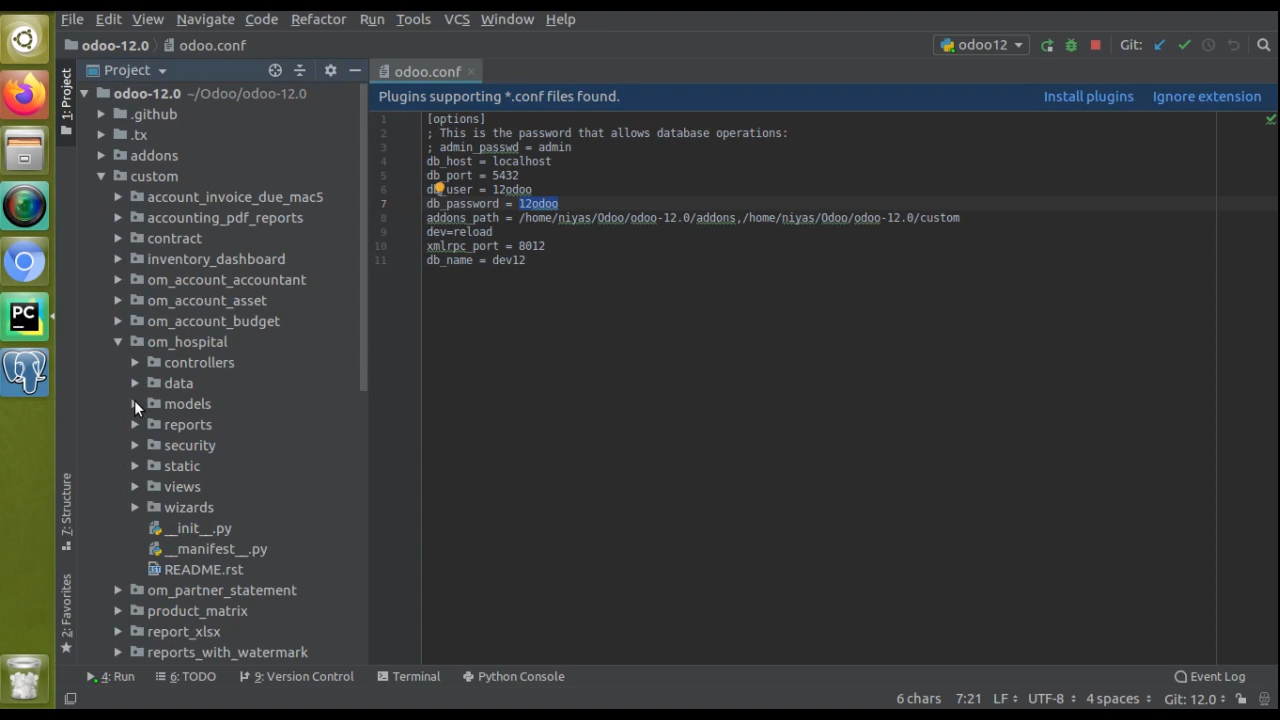 File Edit View Navigate Code Refactor Run Tools VCS Window Help
odoo-12.0 odoo.conf odoo12 Git:
1: Project
Project
odoo.conf
odoo-12.0 ~/Odoo/odoo-12.0
.github
.tx
addons
custom
account_invoice_due_mac5
accounting_pdf_reports
contract
inventory_dashboard
om_account_accountant
om_account_asset
om_account_budget
om_hospital
controllers
data
models
reports
security
static
views
wizards
__init__.py
__manifest__.py
README.rst
om_partner_statement
product_matrix
report_xlsx
reports_with_watermark
Plugins supporting *.conf files found. Install plugins Ignore extension
1 [options]
2 ; This is the password that allows database operations:
3 ; admin_passwd = admin
4 db_host = localhost
5 db_port = 5432
6 db_user = 12odoo
7 db_password = 12odoo
8 addons_path = /home/niyas/Odoo/odoo-12.0/addons,/home/niyas/Odoo/odoo-12.0/custom
9 dev=reload
10 xmlrpc_port = 8012
11 db_name = dev12
PC
7: Structure
2: Favorites
4: Run 6: TODO 9: Version Control Terminal Python Console Event Log
6 chars 7:21 LF UTF-8 4 spaces Git: 12.0